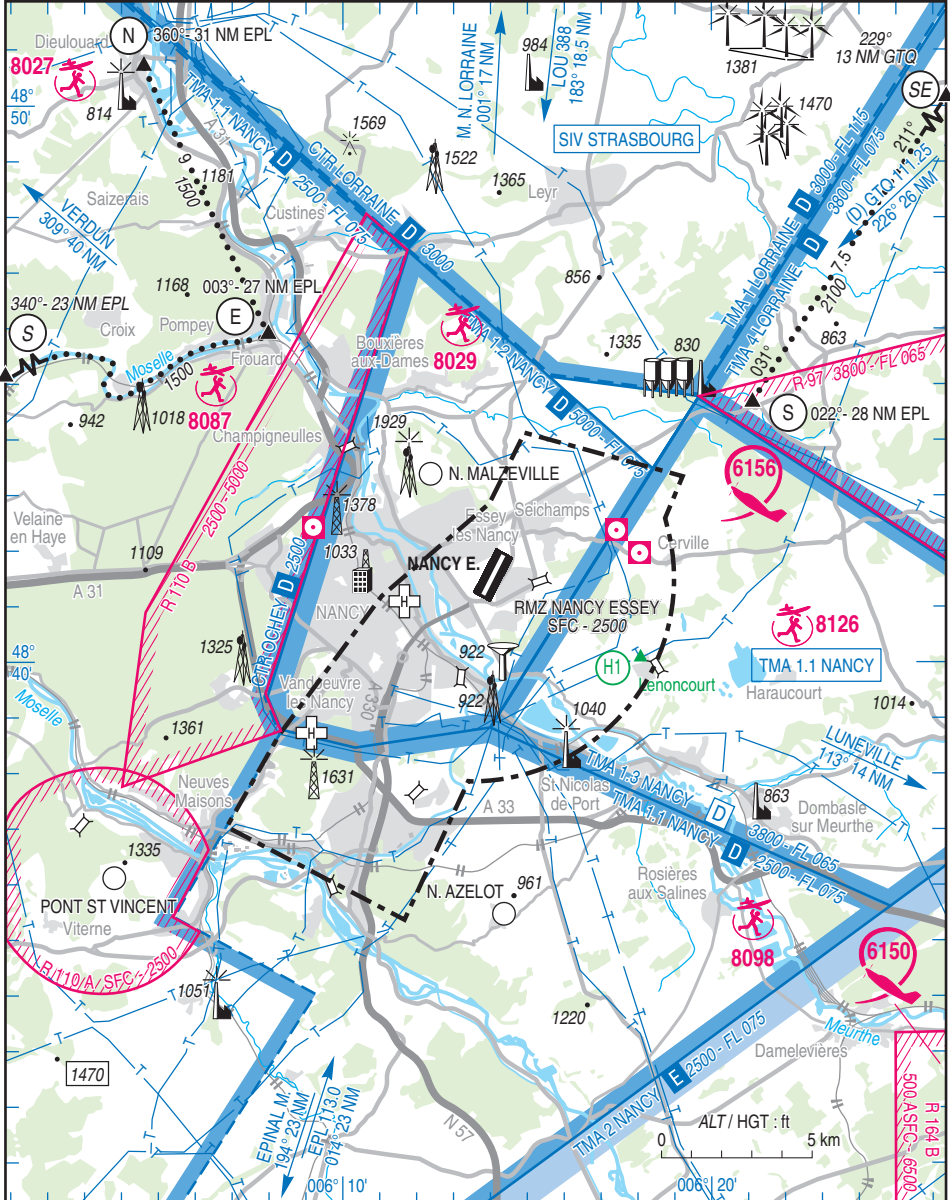 Dieulouard
N
360°- 31 NM EPL
8027
814
48°
50'
A 31
TMA 1.1 NANCY D 2500 - FL 075
CTR LORRAINE D 3000
M. N. LORRAINE
001° 17 NM
984
LOU 388
183° 18.5 NM
1381
229°
13 NM GTQ
SE
1470
SIV STRASBOURG
211°
1569
1522
1365
Leyr
9
1500
1181
Saizerais
Custines
VERDUN
309° 40 NM
TMA 1 LORRAINE D 3000 - FL 115
TMA 4 LORRAINE D 3800 - FL 075
(D) GTQ 111.25
226° 26 NM
7.5
2100
031°
1168
003°- 27 NM EPL
E
340°- 23 NM EPL
S
Croix
Pompey
Frouard
Moselle
1500
856
863
Bouxières
aux-Dames
8029
TMA 1.2 NANCY D 5000 - FL 075
1335
830
R 97 3800 - FL 065
S
022°- 28 NM EPL
942
1018
8087
Champigneulles
1929
N. MALZEVILLE
6156
R 110 B 2500 - 5000
Velaine
en Haye
1378
Essey
les Nancy
Seichamps
Cerville
1109
A 31
1033
NANCY E.
NANCY
H
RMZ NANCY ESSEY
SFC - 2500
CTR OCHEY D 2500
8126
1325
922
H1
Lenoncourt
TMA 1.1 NANCY
Haraucourt
48°
40'
Moselle
Vandoeuvre
les Nancy
A 330
922
1040
1014
1361
H
1631
LUNEVILLE
113° 14 NM
Neuves
Maisons
A 33
St Nicolas
de Port
TMA 1.3 NANCY D 3800 - FL 065
TMA 1.1 NANCY D 2500 - FL 075
863
Dombasle
sur Meurthe
1335
PONT ST VINCENT
Viterne
N. AZELOT
961
Rosières
aux Salines
8098
6150
R 110 A SFC - 2500
1051
1220
Meurthe
Damelevières
1470
EPINAL M.
194° 23 NM
EPL 113.0
014° 23 NM
N 57
TMA 2 NANCY E 2500 - FL 075
ALT / HGT : ft
0 5 km
R 164 B
500 ASFC - 6500
006° 10'
006° 20'